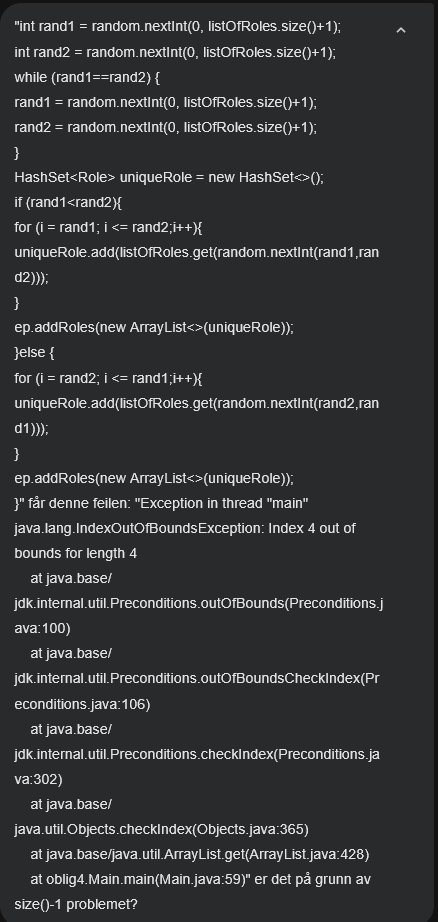 "int rand1 = random.nextInt(0, listOfRoles.size()+1);
int rand2 = random.nextInt(0, listOfRoles.size()+1);
while (rand1==rand2) {
rand1 = random.nextInt(0, listOfRoles.size()+1);
rand2 = random.nextInt(0, listOfRoles.size()+1);
}
HashSet<Role> uniqueRole = new HashSet<>();
if (rand1<rand2){
for (i = rand1; i <= rand2;i++){
uniqueRole.add(listOfRoles.get(random.nextInt(rand1,ran
d2)));
}
ep.addRoles(new ArrayList<>(uniqueRole));
}else {
for (i = rand2; i <= rand1;i++){
uniqueRole.add(listOfRoles.get(random.nextInt(rand2,ran
d1)));
}
ep.addRoles(new ArrayList<>(uniqueRole));
}" får denne feilen: "Exception in thread "main"
java.lang.IndexOutOfBoundsException: Index 4 out of
bounds for length 4
at java.base/
jdk.internal.util.Preconditions.outOfBounds(Preconditions.j
ava:100)
at java.base/
jdk.internal.util.Preconditions.outOfBoundsCheckIndex(Pr
econditions.java:106)
at java.base/
jdk.internal.util.Preconditions.checkIndex(Preconditions.ja
va:302)
at java.base/
java.util.Objects.checkIndex(Objects.java:365)
at java.base/java.util.ArrayList.get(ArrayList.java:428)
at oblig4.Main.main(Main.java:59)" er det på grunn av
size()-1 problemet?